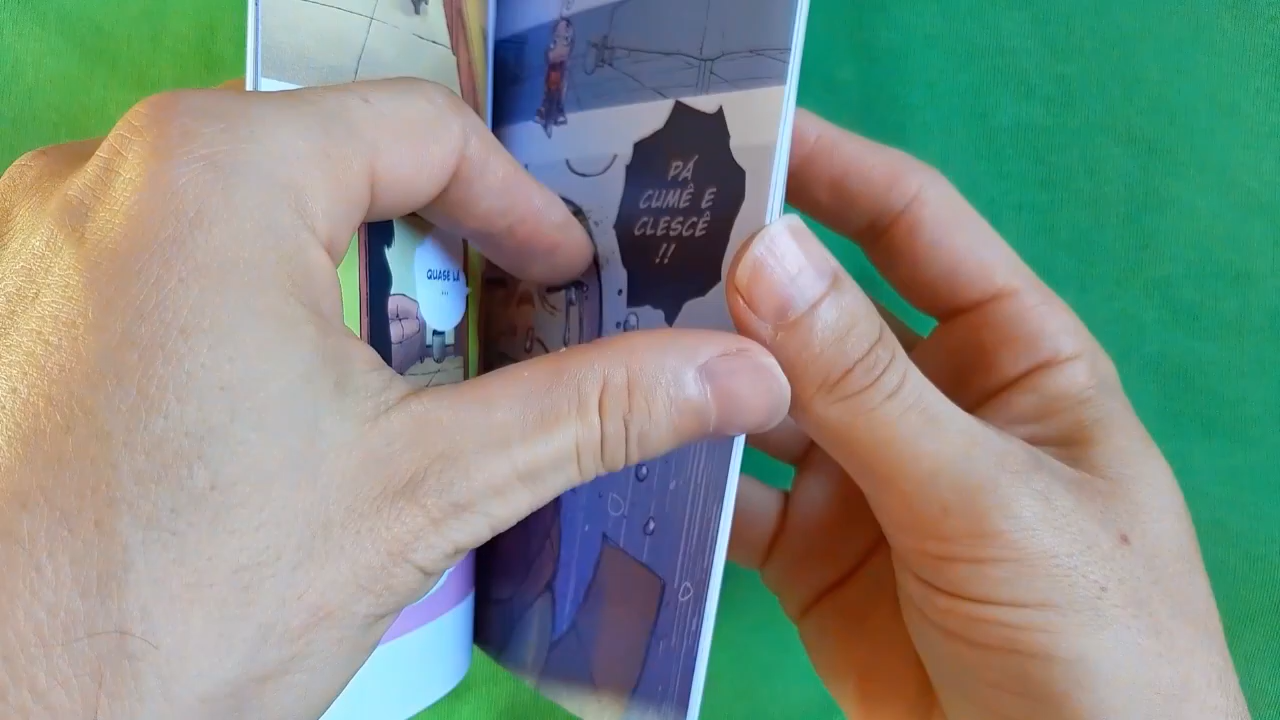 QUASE LÁ
...
PÁ
CUMÊ E
CLESCÊ
!!